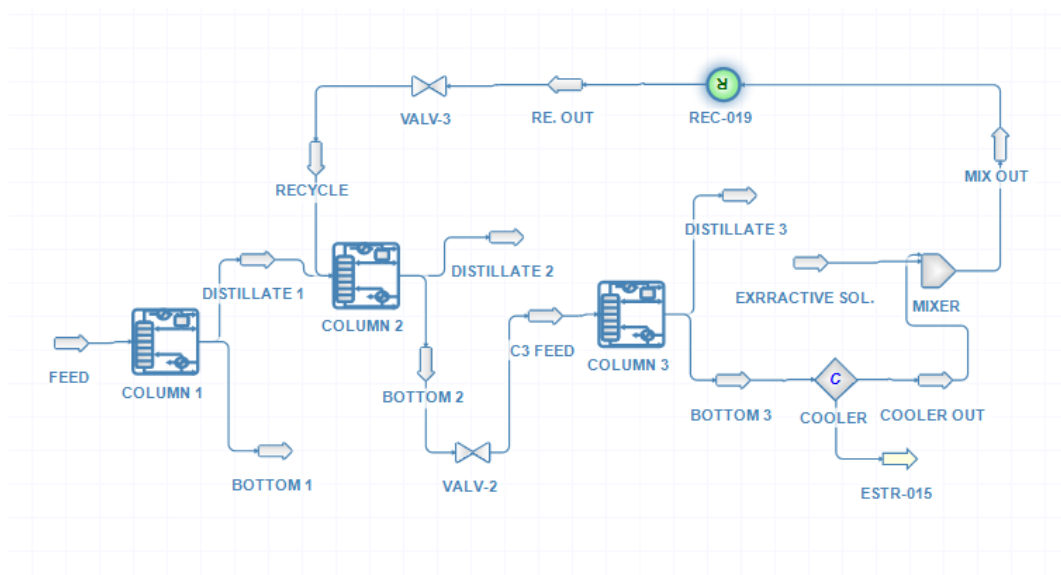 R
VALV-3
RE. OUT
REC-019
MIX OUT
RECYCLE
DISTILLATE 3
DISTILLATE 1
DISTILLATE 2
EXRRACTIVE SOL.
MIXER
COLUMN 2
C3 FEED
COLUMN 3
FEED
COLUMN 1
C
BOTTOM 2
BOTTOM 3
COOLER
COOLER OUT
BOTTOM 1
VALV-2
ESTR-015